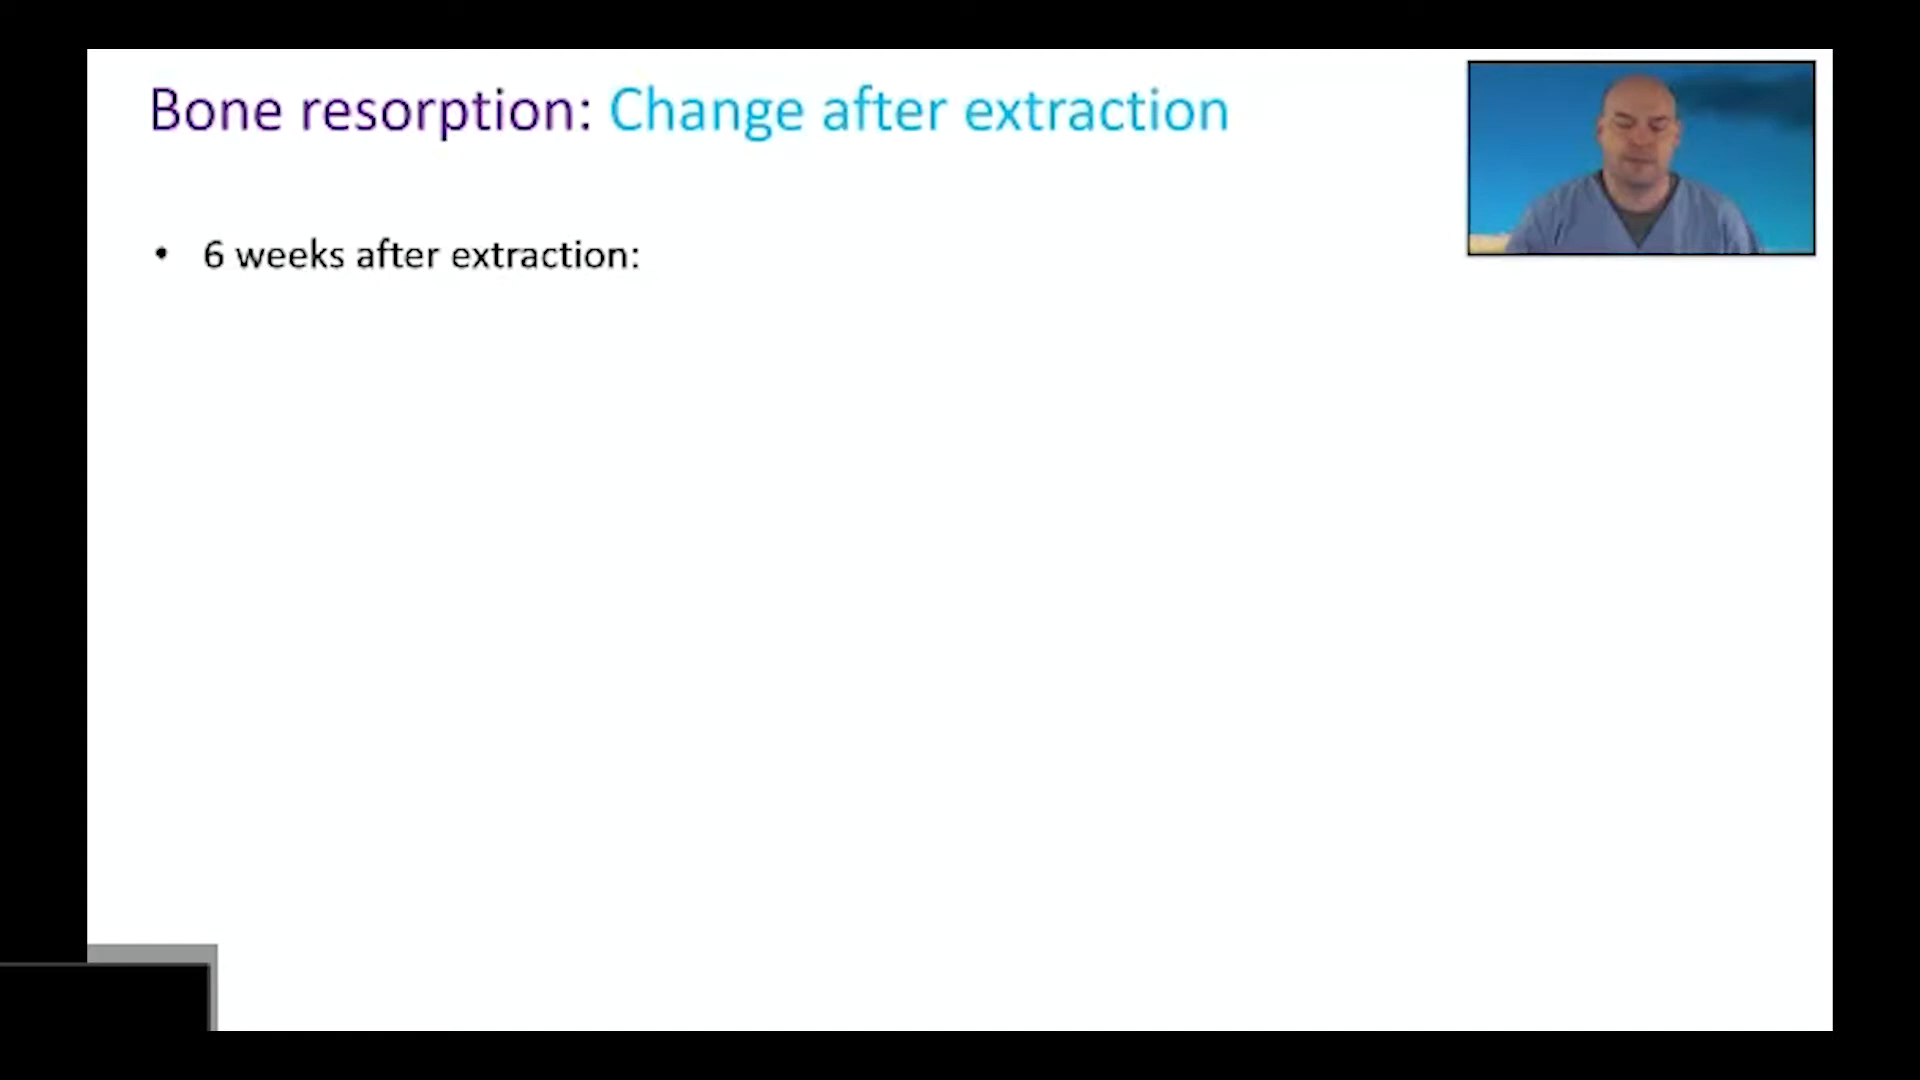 Bone resorption: Change after extraction
• 6 weeks after extraction: